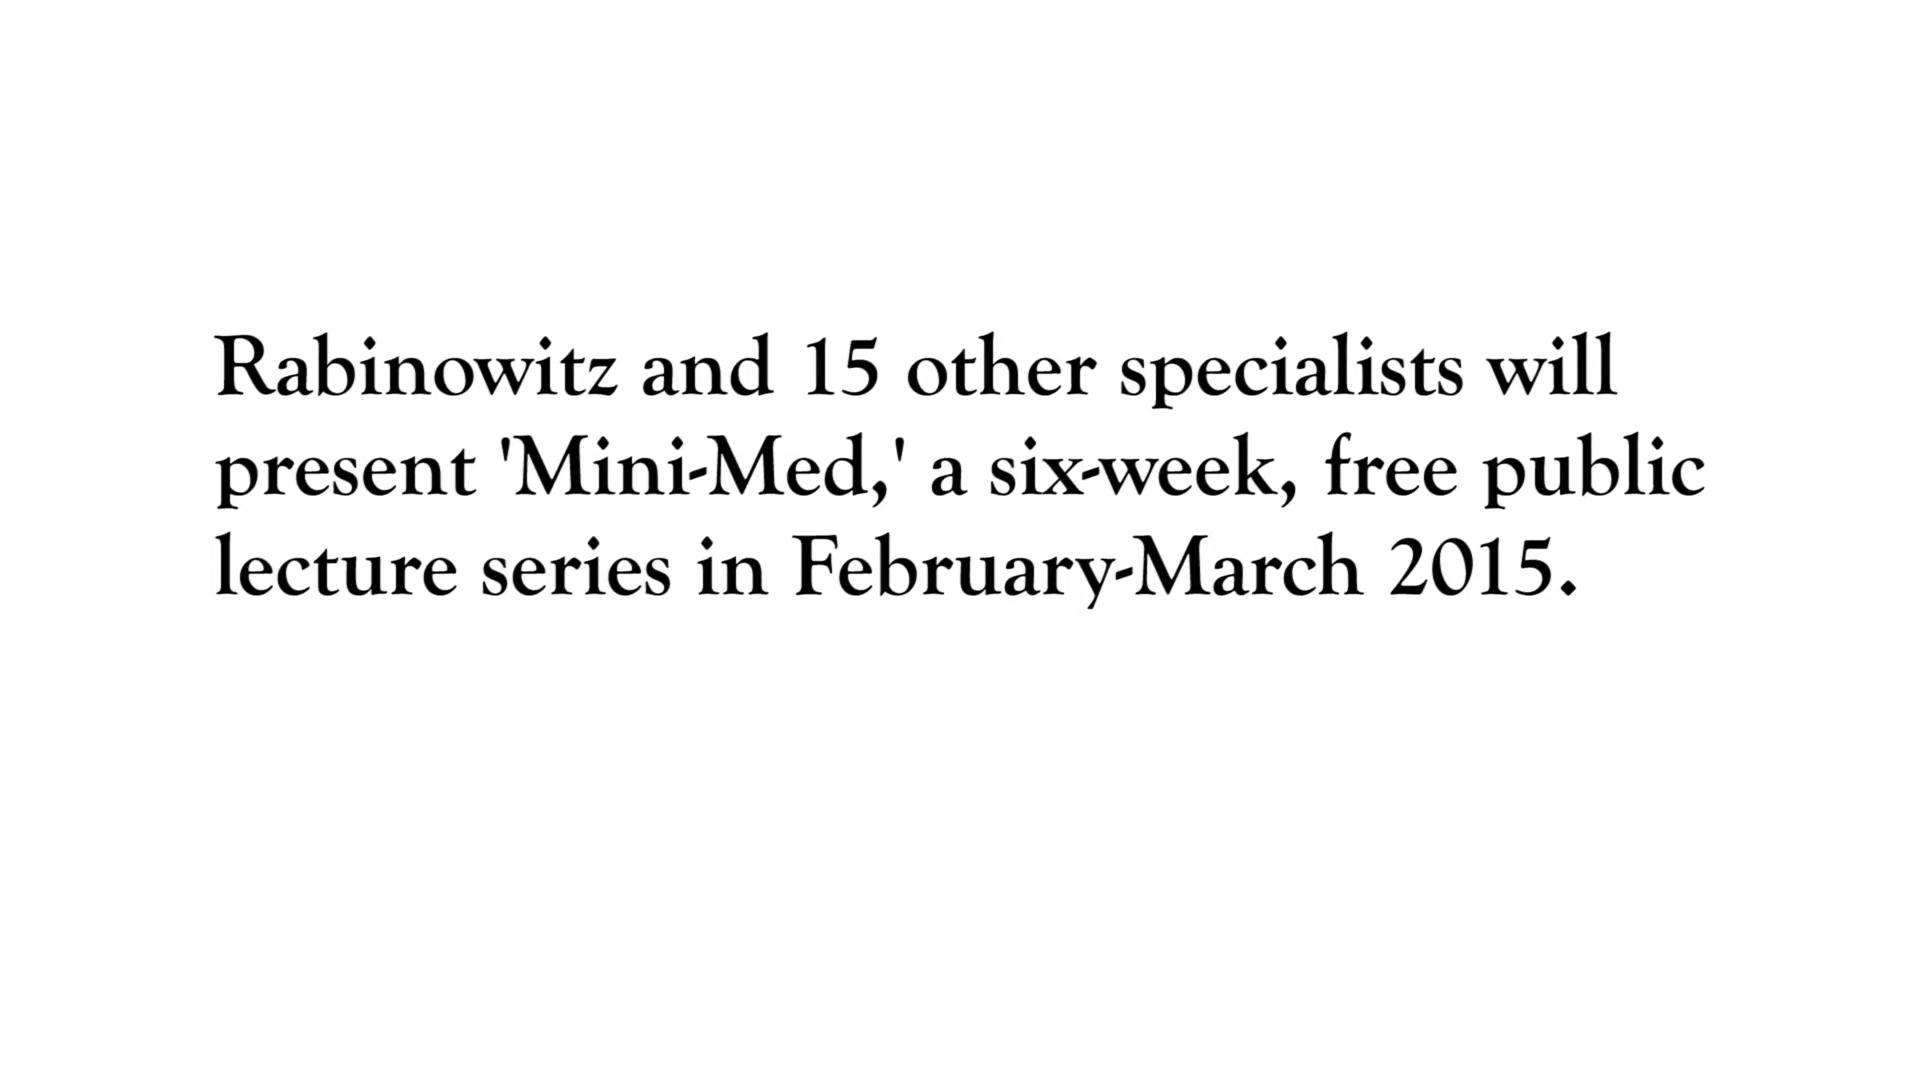 Rabinowitz and 15 other specialists will
present 'Mini-Med,' a six-week, free public
lecture series in February-March 2015.